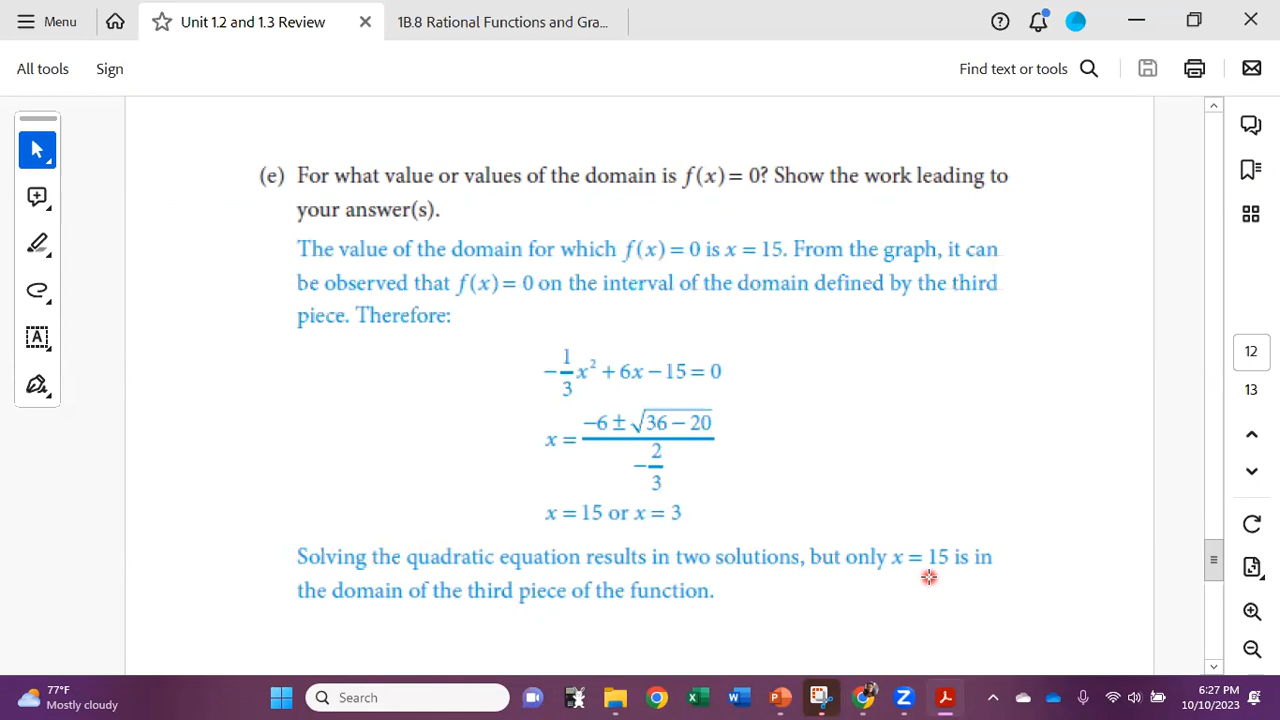 Menu
Unit 1.2 and 1.3 Review
1B.8 Rational Functions and Gra...
All tools
Sign
Find text or tools
(e) For what value or values of the domain is f(x) = 0? Show the work leading to
your answer(s).
The value of the domain for which f(x) = 0 is x = 15. From the graph, it can
be observed that f(x) = 0 on the interval of the domain defined by the third
piece. Therefore:
−1/3 x² + 6x − 15 = 0
x = (−6 ± √(36 − 20)) / (−2/3)
x = 15 or x = 3
Solving the quadratic equation results in two solutions, but only x = 15 is in
the domain of the third piece of the function.
12
13
77°F
Mostly cloudy
Search
6:27 PM
10/10/2023